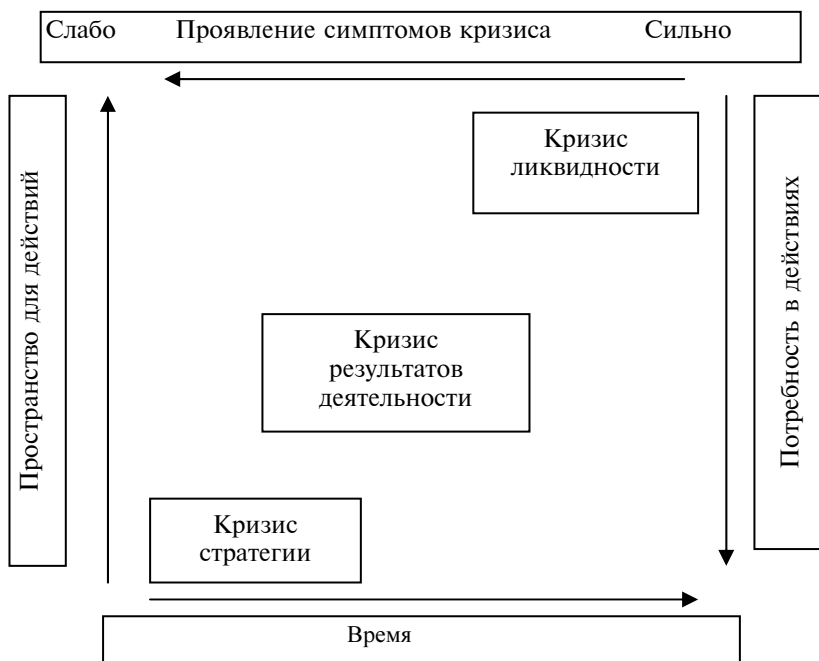 Слабо Проявление симптомов кризиса Сильно
Пространство для действий
Кризис
ликвидности
Потребность в действиях
Кризис
результатов
деятельности
Кризис
стратегии
Время